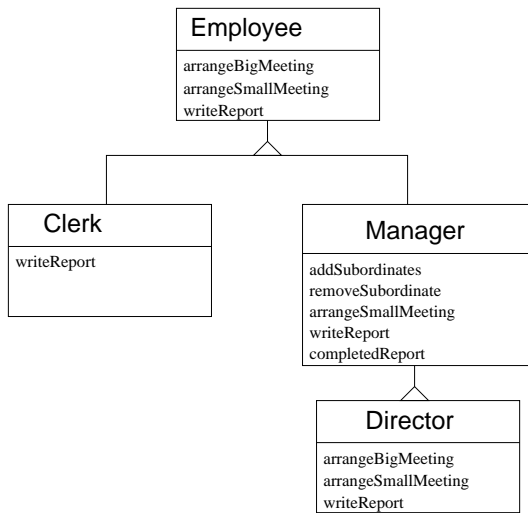 Employee
arrangeBigMeeting
arrangeSmallMeeting
writeReport
Clerk
writeReport
Manager
addSubordinates
removeSubordinate
arrangeSmallMeeting
writeReport
completedReport
Director
arrangeBigMeeting
arrangeSmallMeeting
writeReport